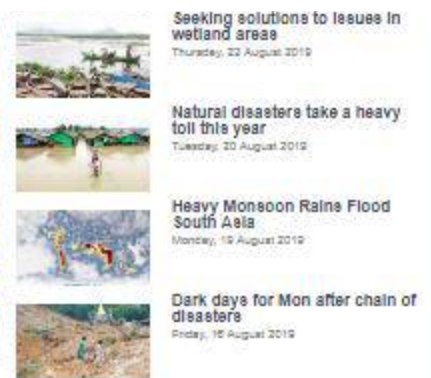 Seeking solutions to issues in
wetland areas
Thursday, 22 August 2019
Natural disasters take a heavy
toll this year
Tuesday, 20 August 2019
Heavy Monsoon Rains Flood
South Asia
Monday, 19 August 2019
Dark days for Mon after chain of
disasters
Friday, 16 August 2019